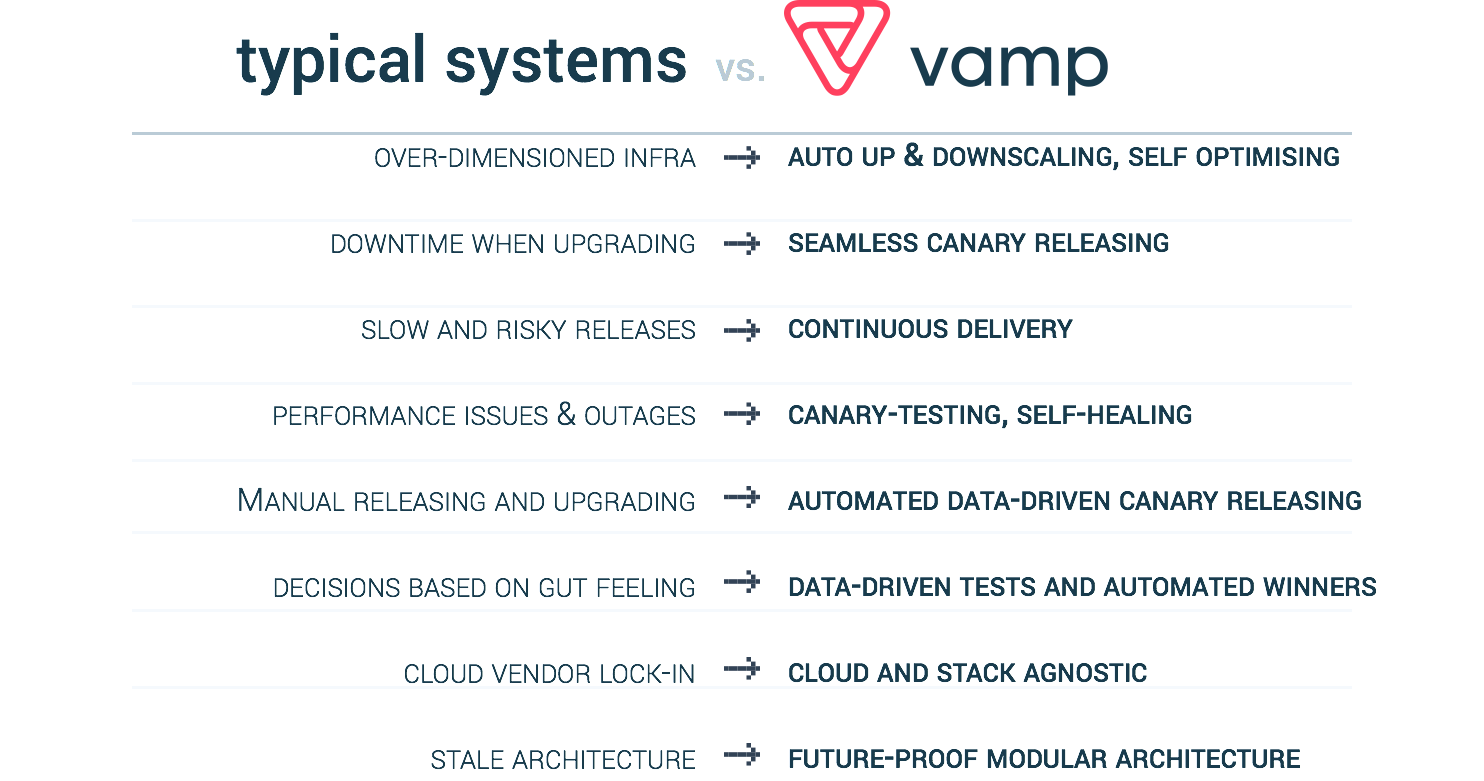 typical systems vs. vamp
OVER-DIMENSIONED INFRA → AUTO UP & DOWNSCALING, SELF OPTIMISING
DOWNTIME WHEN UPGRADING → SEAMLESS CANARY RELEASING
SLOW AND RISKY RELEASES → CONTINUOUS DELIVERY
PERFORMANCE ISSUES & OUTAGES → CANARY-TESTING, SELF-HEALING
MANUAL RELEASING AND UPGRADING → AUTOMATED DATA-DRIVEN CANARY RELEASING
DECISIONS BASED ON GUT FEELING → DATA-DRIVEN TESTS AND AUTOMATED WINNERS
CLOUD VENDOR LOCK-IN → CLOUD AND STACK AGNOSTIC
STALE ARCHITECTURE → FUTURE-PROOF MODULAR ARCHITECTURE